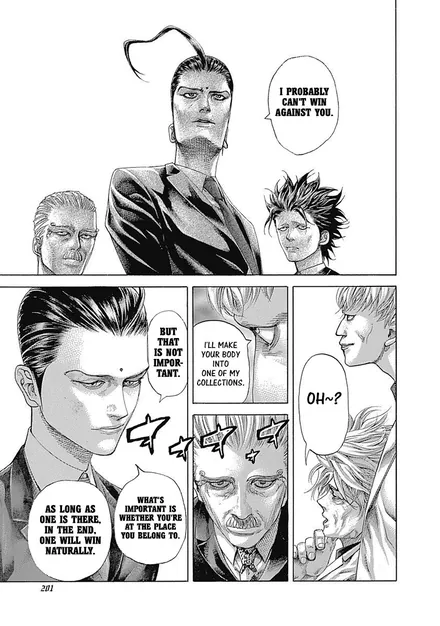 I PROBABLY
CAN'T WIN
AGAINST YOU.
OH~?
I'LL MAKE
YOUR BODY
INTO
ONE OF MY
COLLECTIONS.
BUT
THAT IS
NOT
IMPOR-
TANT.
WHAT'S
IMPORTANT IS
WHETHER YOU'RE
AT THE PLACE
YOU BELONG TO.
AS LONG AS
ONE IS THERE,
IN THE END,
ONE WILL WIN
NATURALLY.
201